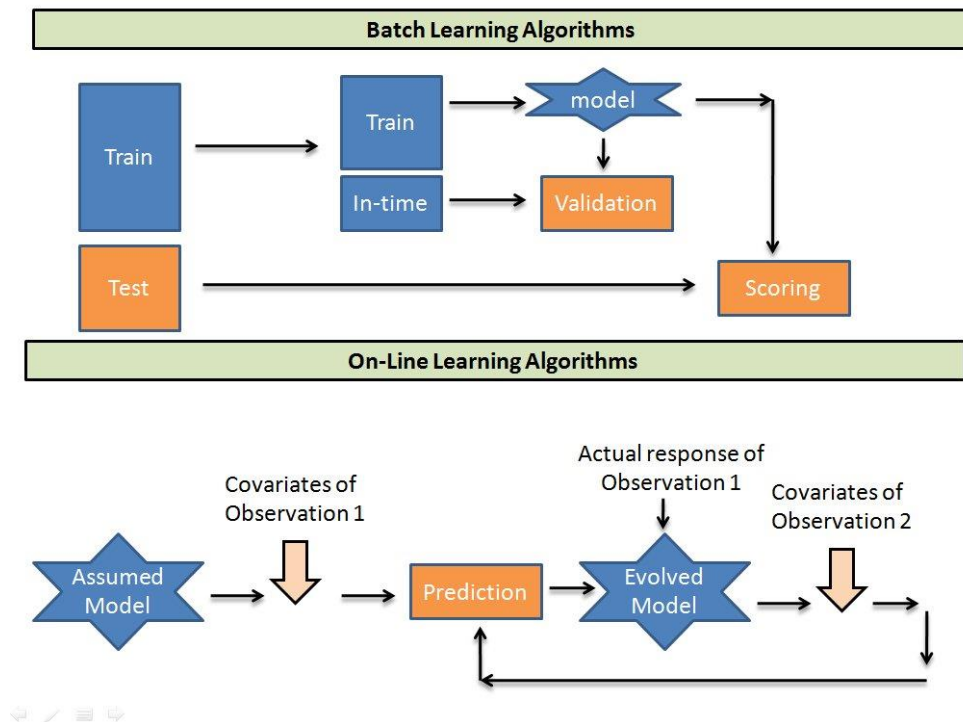 Batch Learning Algorithms
Train
Train
model
In-time
Validation
Test
Scoring
On-Line Learning Algorithms
Covariates of
Observation 1
Actual response of
Observation 1
Covariates of
Observation 2
Assumed
Model
Prediction
Evolved
Model